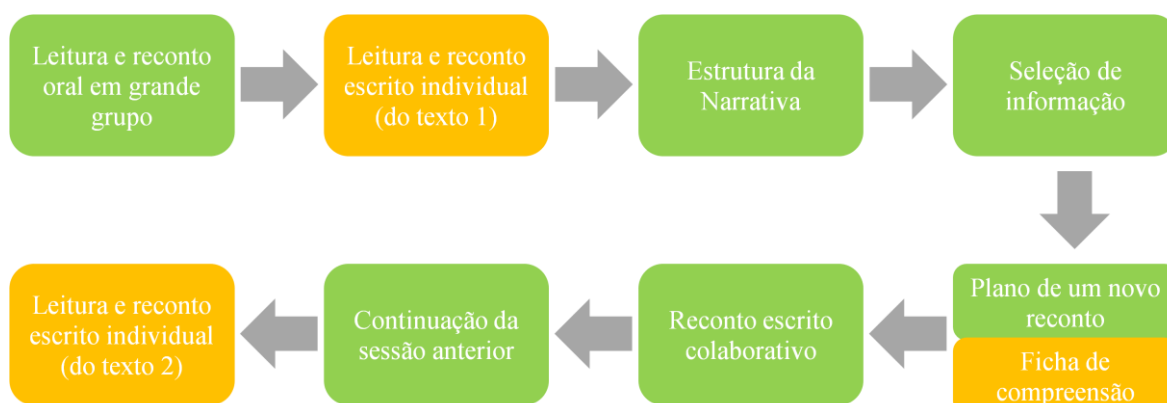 Leitura e reconto
oral em grande
grupo
Leitura e reconto
escrito individual
(do texto 1)
Estrutura da
Narrativa
Seleção de
informação
Plano de um novo
reconto
Ficha de
compreensão
Reconto escrito
colaborativo
Continuação da
sessão anterior
Leitura e reconto
escrito individual
(do texto 2)